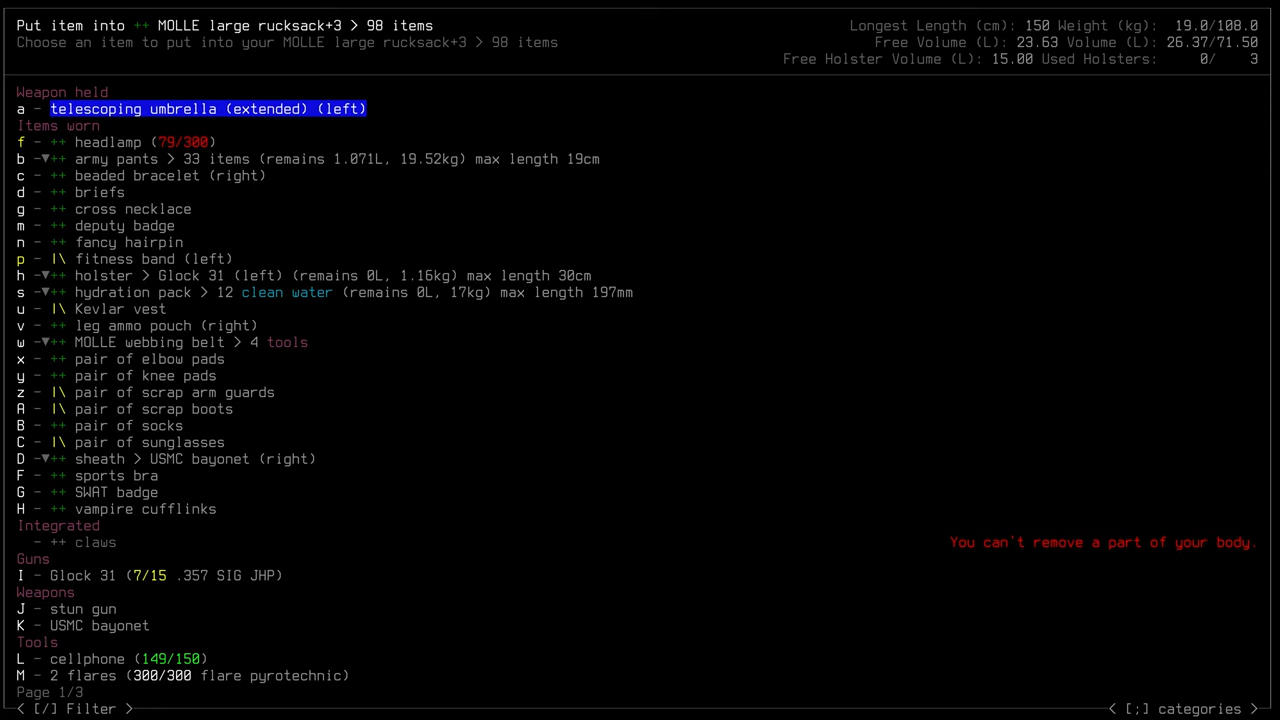 Put item into ++ MOLLE large rucksack+3 > 98 items
Longest Length (cm): 150 Weight (kg): 19.0/108.0
Choose an item to put into your MOLLE large rucksack+3 > 98 items
Free Volume (L): 23.63 Volume (L): 26.37/71.50
Free Holster Volume (L): 15.00 Used Holsters: 0/ 3
Weapon held
a - telescoping umbrella (extended) (left)
Items worn
f - ++ headlamp (79/300)
b -▼++ army pants > 33 items (remains 1.071L, 19.52kg) max length 19cm
c - ++ beaded bracelet (right)
d - ++ briefs
g - ++ cross necklace
m - ++ deputy badge
n - ++ fancy hairpin
p - |\ fitness band (left)
h -▼++ holster > Glock 31 (left) (remains 0L, 1.16kg) max length 30cm
s -▼++ hydration pack > 12 clean water (remains 0L, 17kg) max length 197mm
u - |\ Kevlar vest
v - ++ leg ammo pouch (right)
w -▼++ MOLLE webbing belt > 4 tools
x - ++ pair of elbow pads
y - ++ pair of knee pads
z - |\ pair of scrap arm guards
A - |\ pair of scrap boots
B - ++ pair of socks
C - |\ pair of sunglasses
D -▼++ sheath > USMC bayonet (right)
F - ++ sports bra
G - ++ SWAT badge
H - ++ vampire cufflinks
Integrated
- ++ claws
You can't remove a part of your body.
Guns
I - Glock 31 (7/15 .357 SIG JHP)
Weapons
J - stun gun
K - USMC bayonet
Tools
L - cellphone (149/150)
M - 2 flares (300/300 flare pyrotechnic)
Page 1/3
< [/] Filter >
< [;] categories >